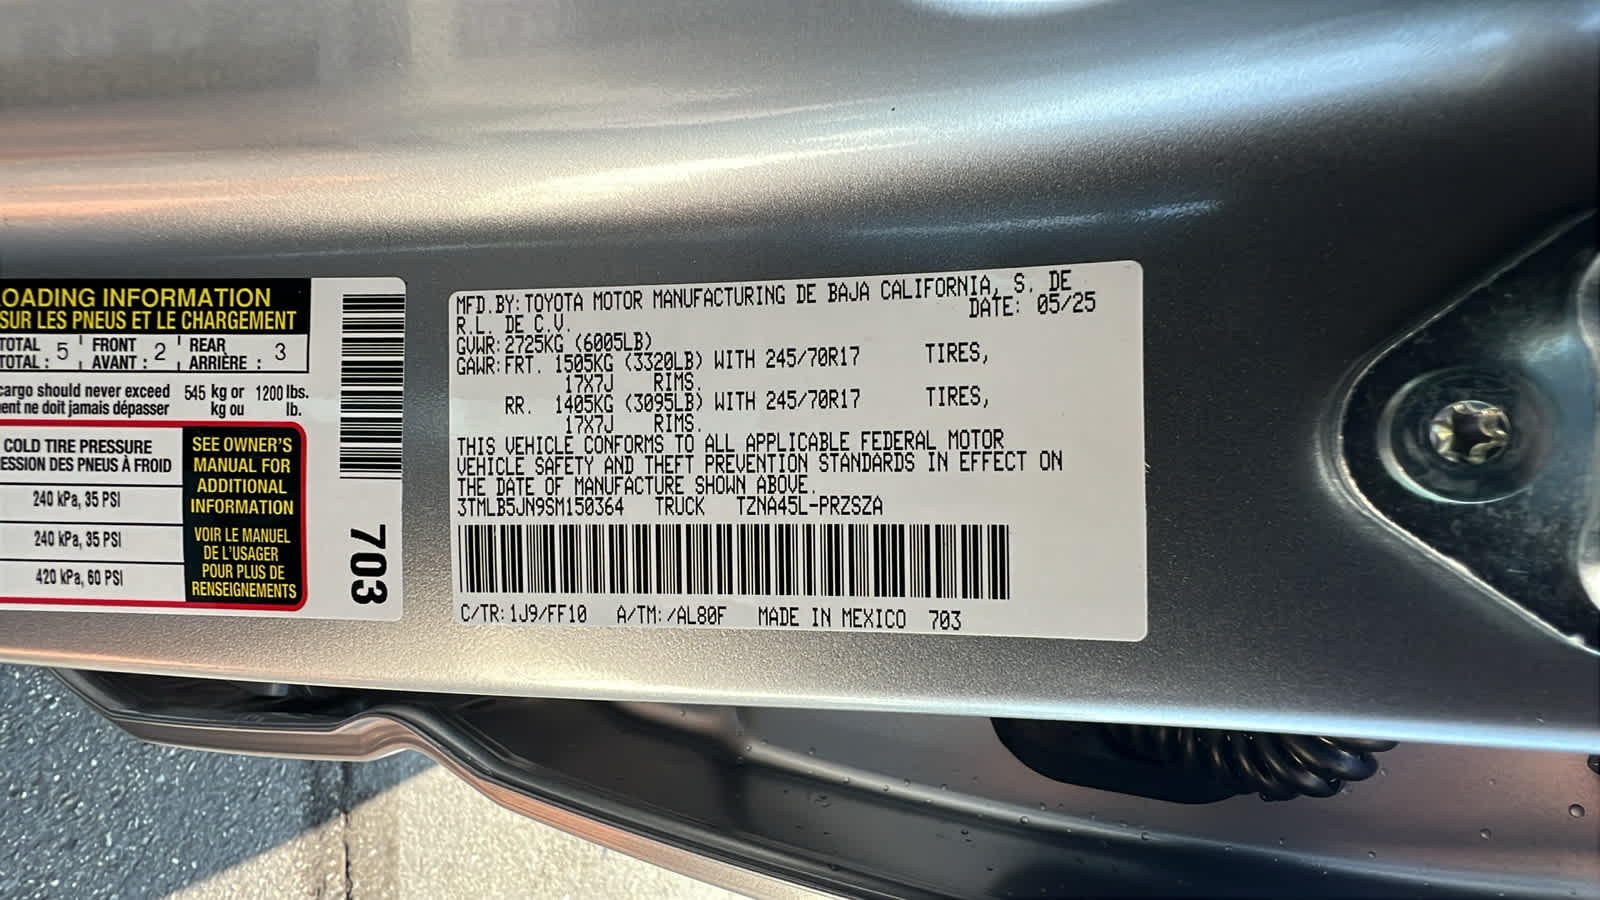 LOADING INFORMATION
SUR LES PNEUS ET LE CHARGEMENT
TOTAL 5 FRONT 2 REAR 3
TOTAL : AVANT : ARRIÈRE :
cargo should never exceed 545 kg or 1200 lbs.
ne doit jamais dépasser kg ou lb.
COLD TIRE PRESSURE
DES PNEUS À FROID
240 kPa, 35 PSI
240 kPa, 35 PSI
420 kPa, 60 PSI
SEE OWNER'S
MANUAL FOR
ADDITIONAL
INFORMATION
VOIR LE MANUEL
DE L'USAGER
POUR PLUS DE
RENSEIGNEMENTS
703
MFD.BY:TOYOTA MOTOR MANUFACTURING DE BAJA CALIFORNIA, S. DE
R.L. DE C.V. DATE: 05/25
GVWR:2725KG (6005LB)
GAWR:FRT. 1505KG (3320LB) WITH 245/70R17 TIRES,
17X7J RIMS.
RR. 1405KG (3095LB) WITH 245/70R17 TIRES,
17X7J RIMS.
THIS VEHICLE CONFORMS TO ALL APPLICABLE FEDERAL MOTOR
VEHICLE SAFETY AND THEFT PREVENTION STANDARDS IN EFFECT ON
THE DATE OF MANUFACTURE SHOWN ABOVE.
3TMLB5JN9SM150364 TRUCK TZNA45L-PRZSZA
C/TR:1J9/FF10 A/TM:/AL80F MADE IN MEXICO 703